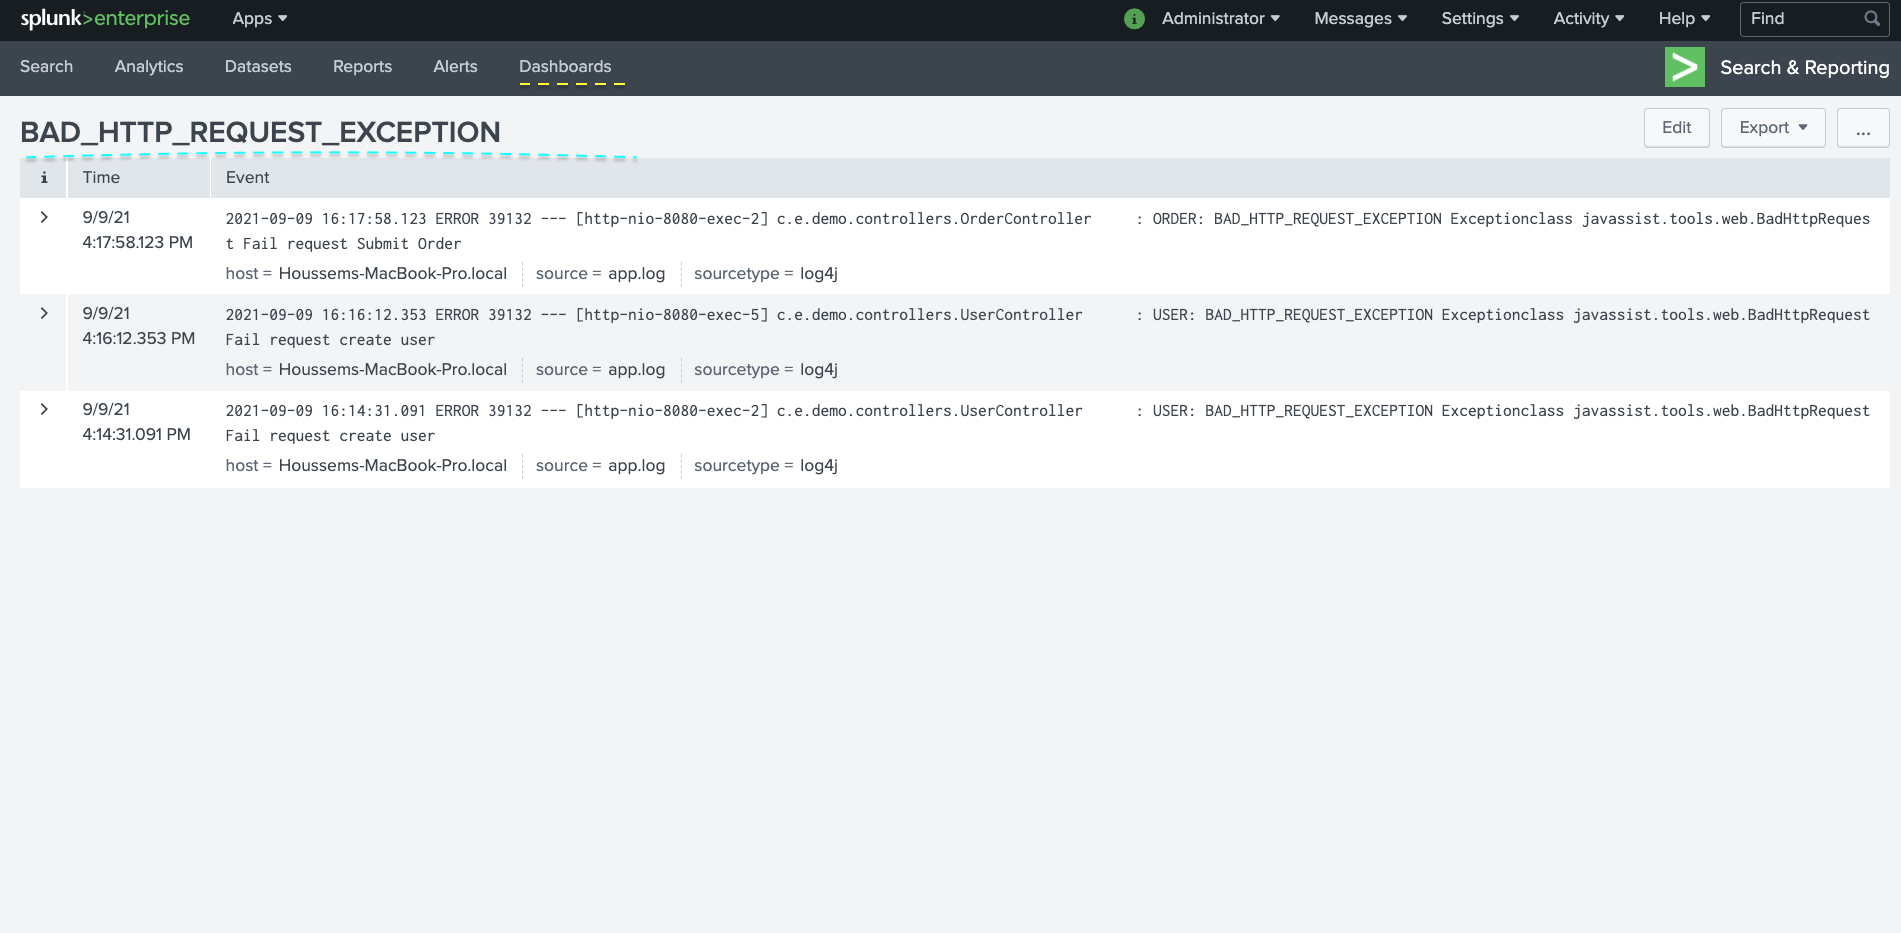 splunk>enterprise Apps i Administrator Messages Settings Activity Help Find
Search Analytics Datasets Reports Alerts Dashboards > Search & Reporting
BAD_HTTP_REQUEST_EXCEPTION Edit Export ...
i Time Event
> 9/9/21 2021-09-09 16:17:58.123 ERROR 39132 --- [http-nio-8080-exec-2] c.e.demo.controllers.OrderController : ORDER: BAD_HTTP_REQUEST_EXCEPTION Exceptionclass javassist.tools.web.BadHttpReques
4:17:58.123 PM t Fail request Submit Order
host = Houssems-MacBook-Pro.local source = app.log sourcetype = log4j
> 9/9/21 2021-09-09 16:16:12.353 ERROR 39132 --- [http-nio-8080-exec-5] c.e.demo.controllers.UserController : USER: BAD_HTTP_REQUEST_EXCEPTION Exceptionclass javassist.tools.web.BadHttpRequest
4:16:12.353 PM Fail request create user
host = Houssems-MacBook-Pro.local source = app.log sourcetype = log4j
> 9/9/21 2021-09-09 16:14:31.091 ERROR 39132 --- [http-nio-8080-exec-2] c.e.demo.controllers.UserController : USER: BAD_HTTP_REQUEST_EXCEPTION Exceptionclass javassist.tools.web.BadHttpRequest
4:14:31.091 PM Fail request create user
host = Houssems-MacBook-Pro.local source = app.log sourcetype = log4j